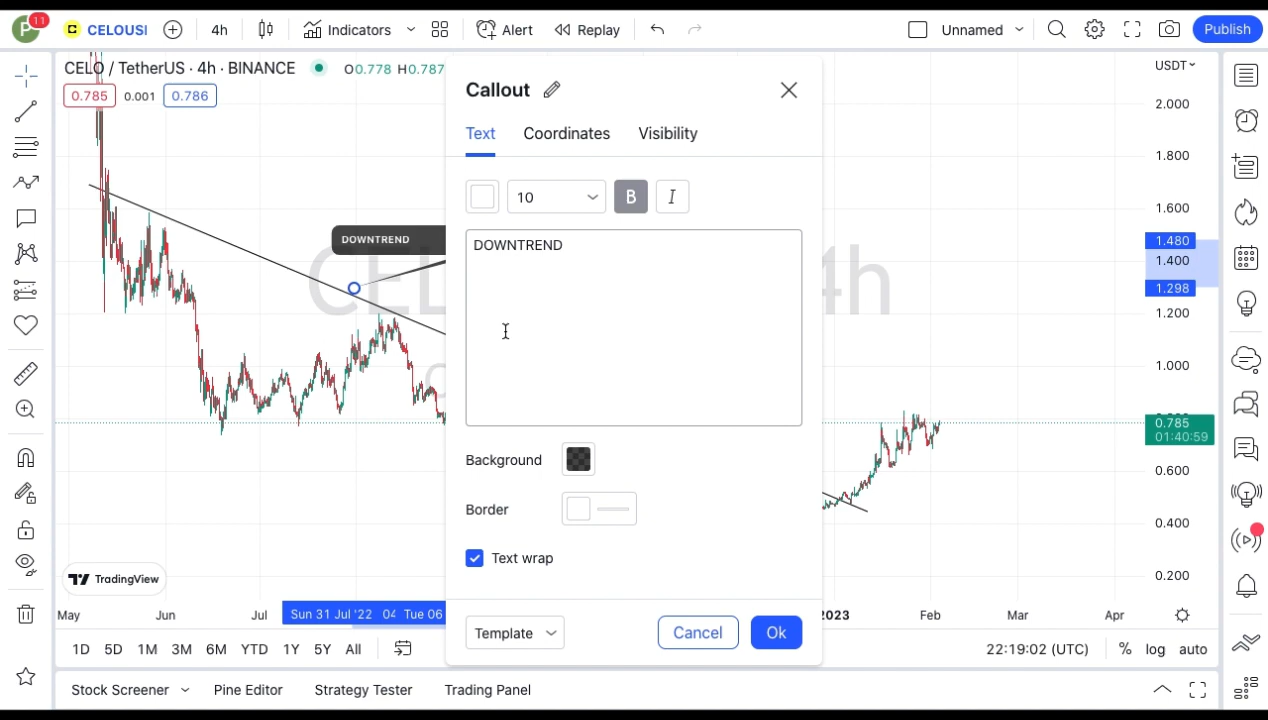 P 11 CELOUSI 4h Indicators Alert Replay Unnamed Publish
CELO / TetherUS · 4h · BINANCE O0.778 H0.787
0.785 0.001 0.786
USDT
2.000
1.800
1.600
1.480
1.400
1.298
1.200
1.000
0.785
01:40:59
0.600
0.400
0.200
DOWNTREND
4h
Callout
Text Coordinates Visibility
10 B I
DOWNTREND
Background
Border
Text wrap
Template Cancel Ok
TradingView
May Jun Jul Sun 31 Jul '22 Tue 06 2023 Feb Mar Apr
1D 5D 1M 3M 6M YTD 1Y 5Y All 22:19:02 (UTC) % log auto
Stock Screener Pine Editor Strategy Tester Trading Panel